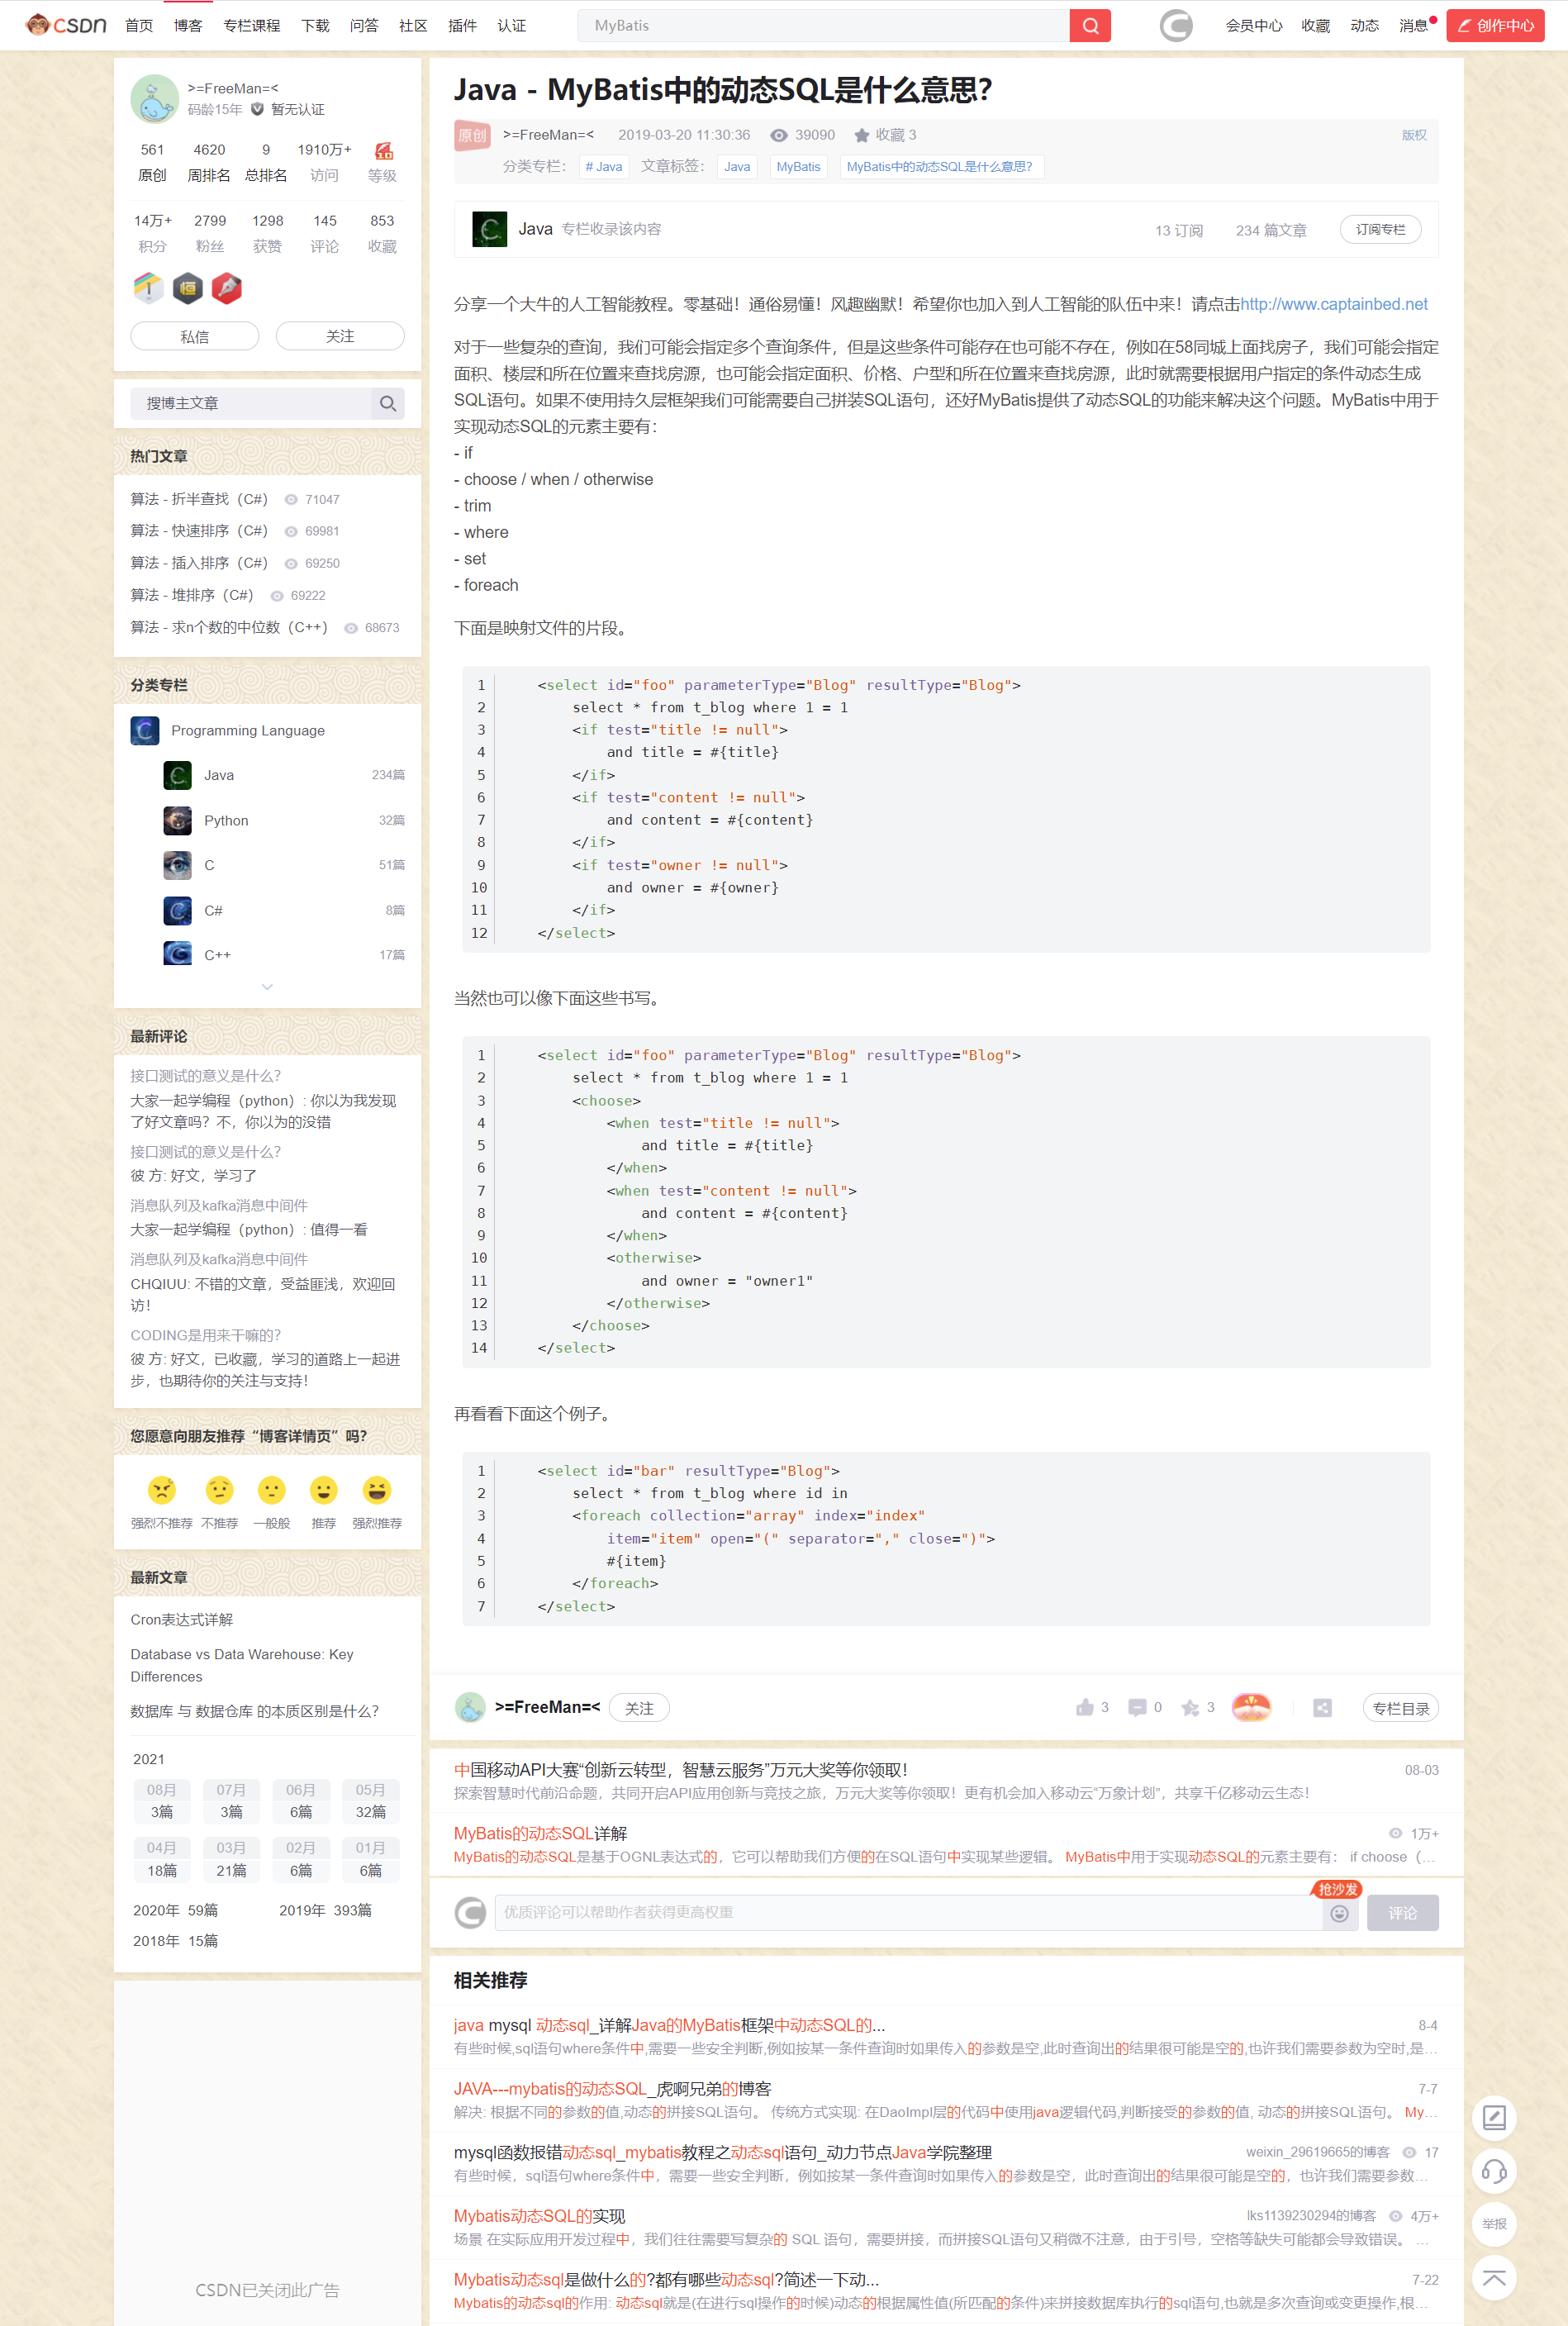 CSDN 首页 博客 专栏课程 下载 问答 社区 插件 认证 MyBatis 会员中心 收藏 动态 消息 创作中心
>=FreeMan=<
码龄15年 暂无认证
561 4620 9 1910万+
原创 周排名 总排名 访问 等级
14万+ 2799 1298 145 853
积分 粉丝 获赞 评论 收藏
私信 关注
搜博主文章
热门文章
算法 - 折半查找（C#） 71047
算法 - 快速排序（C#） 69981
算法 - 插入排序（C#） 69250
算法 - 堆排序（C#） 69222
算法 - 求n个数的中位数（C++） 68673
分类专栏
Programming Language
Java 234篇
Python 32篇
C 51篇
C# 8篇
C++ 17篇
最新评论
接口测试的意义是什么？
大家一起学编程（python）: 你以为我发现
了好文章吗？不，你以为的没错
接口测试的意义是什么？
彼 方: 好文，学习了
消息队列及kafka消息中间件
大家一起学编程（python）: 值得一看
消息队列及kafka消息中间件
CHQIUU: 不错的文章，受益匪浅，欢迎回
访！
CODING是用来干嘛的？
彼 方: 好文，已收藏，学习的道路上一起进
步，也期待你的关注与支持！
您愿意向朋友推荐“博客详情页”吗？
强烈不推荐 不推荐 一般般 推荐 强烈推荐
最新文章
Cron表达式详解
Database vs Data Warehouse: Key
Differences
数据库 与 数据仓库 的本质区别是什么？
2021
08月 07月 06月 05月
3篇 3篇 6篇 32篇
04月 03月 02月 01月
18篇 21篇 6篇 6篇
2020年 59篇 2019年 393篇
2018年 15篇
CSDN已关闭此广告
Java - MyBatis中的动态SQL是什么意思？
原创 >=FreeMan=< 2019-03-20 11:30:36 39090 收藏 3 版权
分类专栏： # Java 文章标签： Java MyBatis MyBatis中的动态SQL是什么意思？
Java 专栏收录该内容 13 订阅 234 篇文章 订阅专栏
分享一个大牛的人工智能教程。零基础！通俗易懂！风趣幽默！希望你也加入到人工智能的队伍中来！请点击http://www.captainbed.net
对于一些复杂的查询，我们可能会指定多个查询条件，但是这些条件可能存在也可能不存在，例如在58同城上面找房子，我们可能会指定
面积、楼层和所在位置来查找房源，也可能会指定面积、价格、户型和所在位置来查找房源，此时就需要根据用户指定的条件动态生成
SQL语句。如果不使用持久层框架我们可能需要自己拼装SQL语句，还好MyBatis提供了动态SQL的功能来解决这个问题。MyBatis中用于
实现动态SQL的元素主要有：
- if
- choose / when / otherwise
- trim
- where
- set
- foreach
下面是映射文件的片段。
1 <select id="foo" parameterType="Blog" resultType="Blog">
2 select * from t_blog where 1 = 1
3 <if test="title != null">
4 and title = #{title}
5 </if>
6 <if test="content != null">
7 and content = #{content}
8 </if>
9 <if test="owner != null">
10 and owner = #{owner}
11 </if>
12 </select>
当然也可以像下面这些书写。
1 <select id="foo" parameterType="Blog" resultType="Blog">
2 select * from t_blog where 1 = 1
3 <choose>
4 <when test="title != null">
5 and title = #{title}
6 </when>
7 <when test="content != null">
8 and content = #{content}
9 </when>
10 <otherwise>
11 and owner = "owner1"
12 </otherwise>
13 </choose>
14 </select>
再看看下面这个例子。
1 <select id="bar" resultType="Blog">
2 select * from t_blog where id in
3 <foreach collection="array" index="index"
4 item="item" open="(" separator="," close=")">
5 #{item}
6 </foreach>
7 </select>
>=FreeMan=< 关注 3 0 3 专栏目录
中国移动API大赛“创新云转型，智慧云服务”万元大奖等你领取！ 08-03
探索智慧时代前沿命题，共同开启API应用创新与竞技之旅，万元大奖等你领取！更有机会加入移动云“万象计划”，共享千亿移动云生态！
MyBatis的动态SQL详解 1万+
MyBatis的动态SQL是基于OGNL表达式的，它可以帮助我们方便的在SQL语句中实现某些逻辑。 MyBatis中用于实现动态SQL的元素主要有： if choose（...
抢沙发
优质评论可以帮助作者获得更高权重 评论
相关推荐
java mysql 动态sql_详解Java的MyBatis框架中动态SQL的... 8-4
有些时候,sql语句where条件中,需要一些安全判断,例如按某一条件查询时如果传入的参数是空,此时查询出的结果很可能是空的,也许我们需要参数为空时,是...
JAVA---mybatis的动态SQL_虎啊兄弟的博客 7-7
解决: 根据不同的参数的值,动态的拼接SQL语句。 传统方式实现: 在DaoImpl层的代码中使用java逻辑代码,判断接受的参数的值, 动态的拼接SQL语句。 My...
mysql函数报错动态sql_mybatis教程之动态sql语句_动力节点Java学院整理 weixin_29619665的博客 17
有些时候，sql语句where条件中，需要一些安全判断，例如按某一条件查询时如果传入的参数是空，此时查询出的结果很可能是空的，也许我们需要参数...
Mybatis动态SQL的实现 lks1139230294的博客 4万+
场景 在实际应用开发过程中，我们往往需要写复杂的 SQL 语句，需要拼接，而拼接SQL语句又稍微不注意，由于引号，空格等缺失可能都会导致错误。 ...
Mybatis动态sql是做什么的?都有哪些动态sql?简述一下动... 7-22
Mybatis的动态sql的作用: 动态sql就是(在进行sql操作的时候)动态的根据属性值(所匹配的条件)来拼接数据库执行的sql语句,也就是多次查询或变更操作,根...
举报